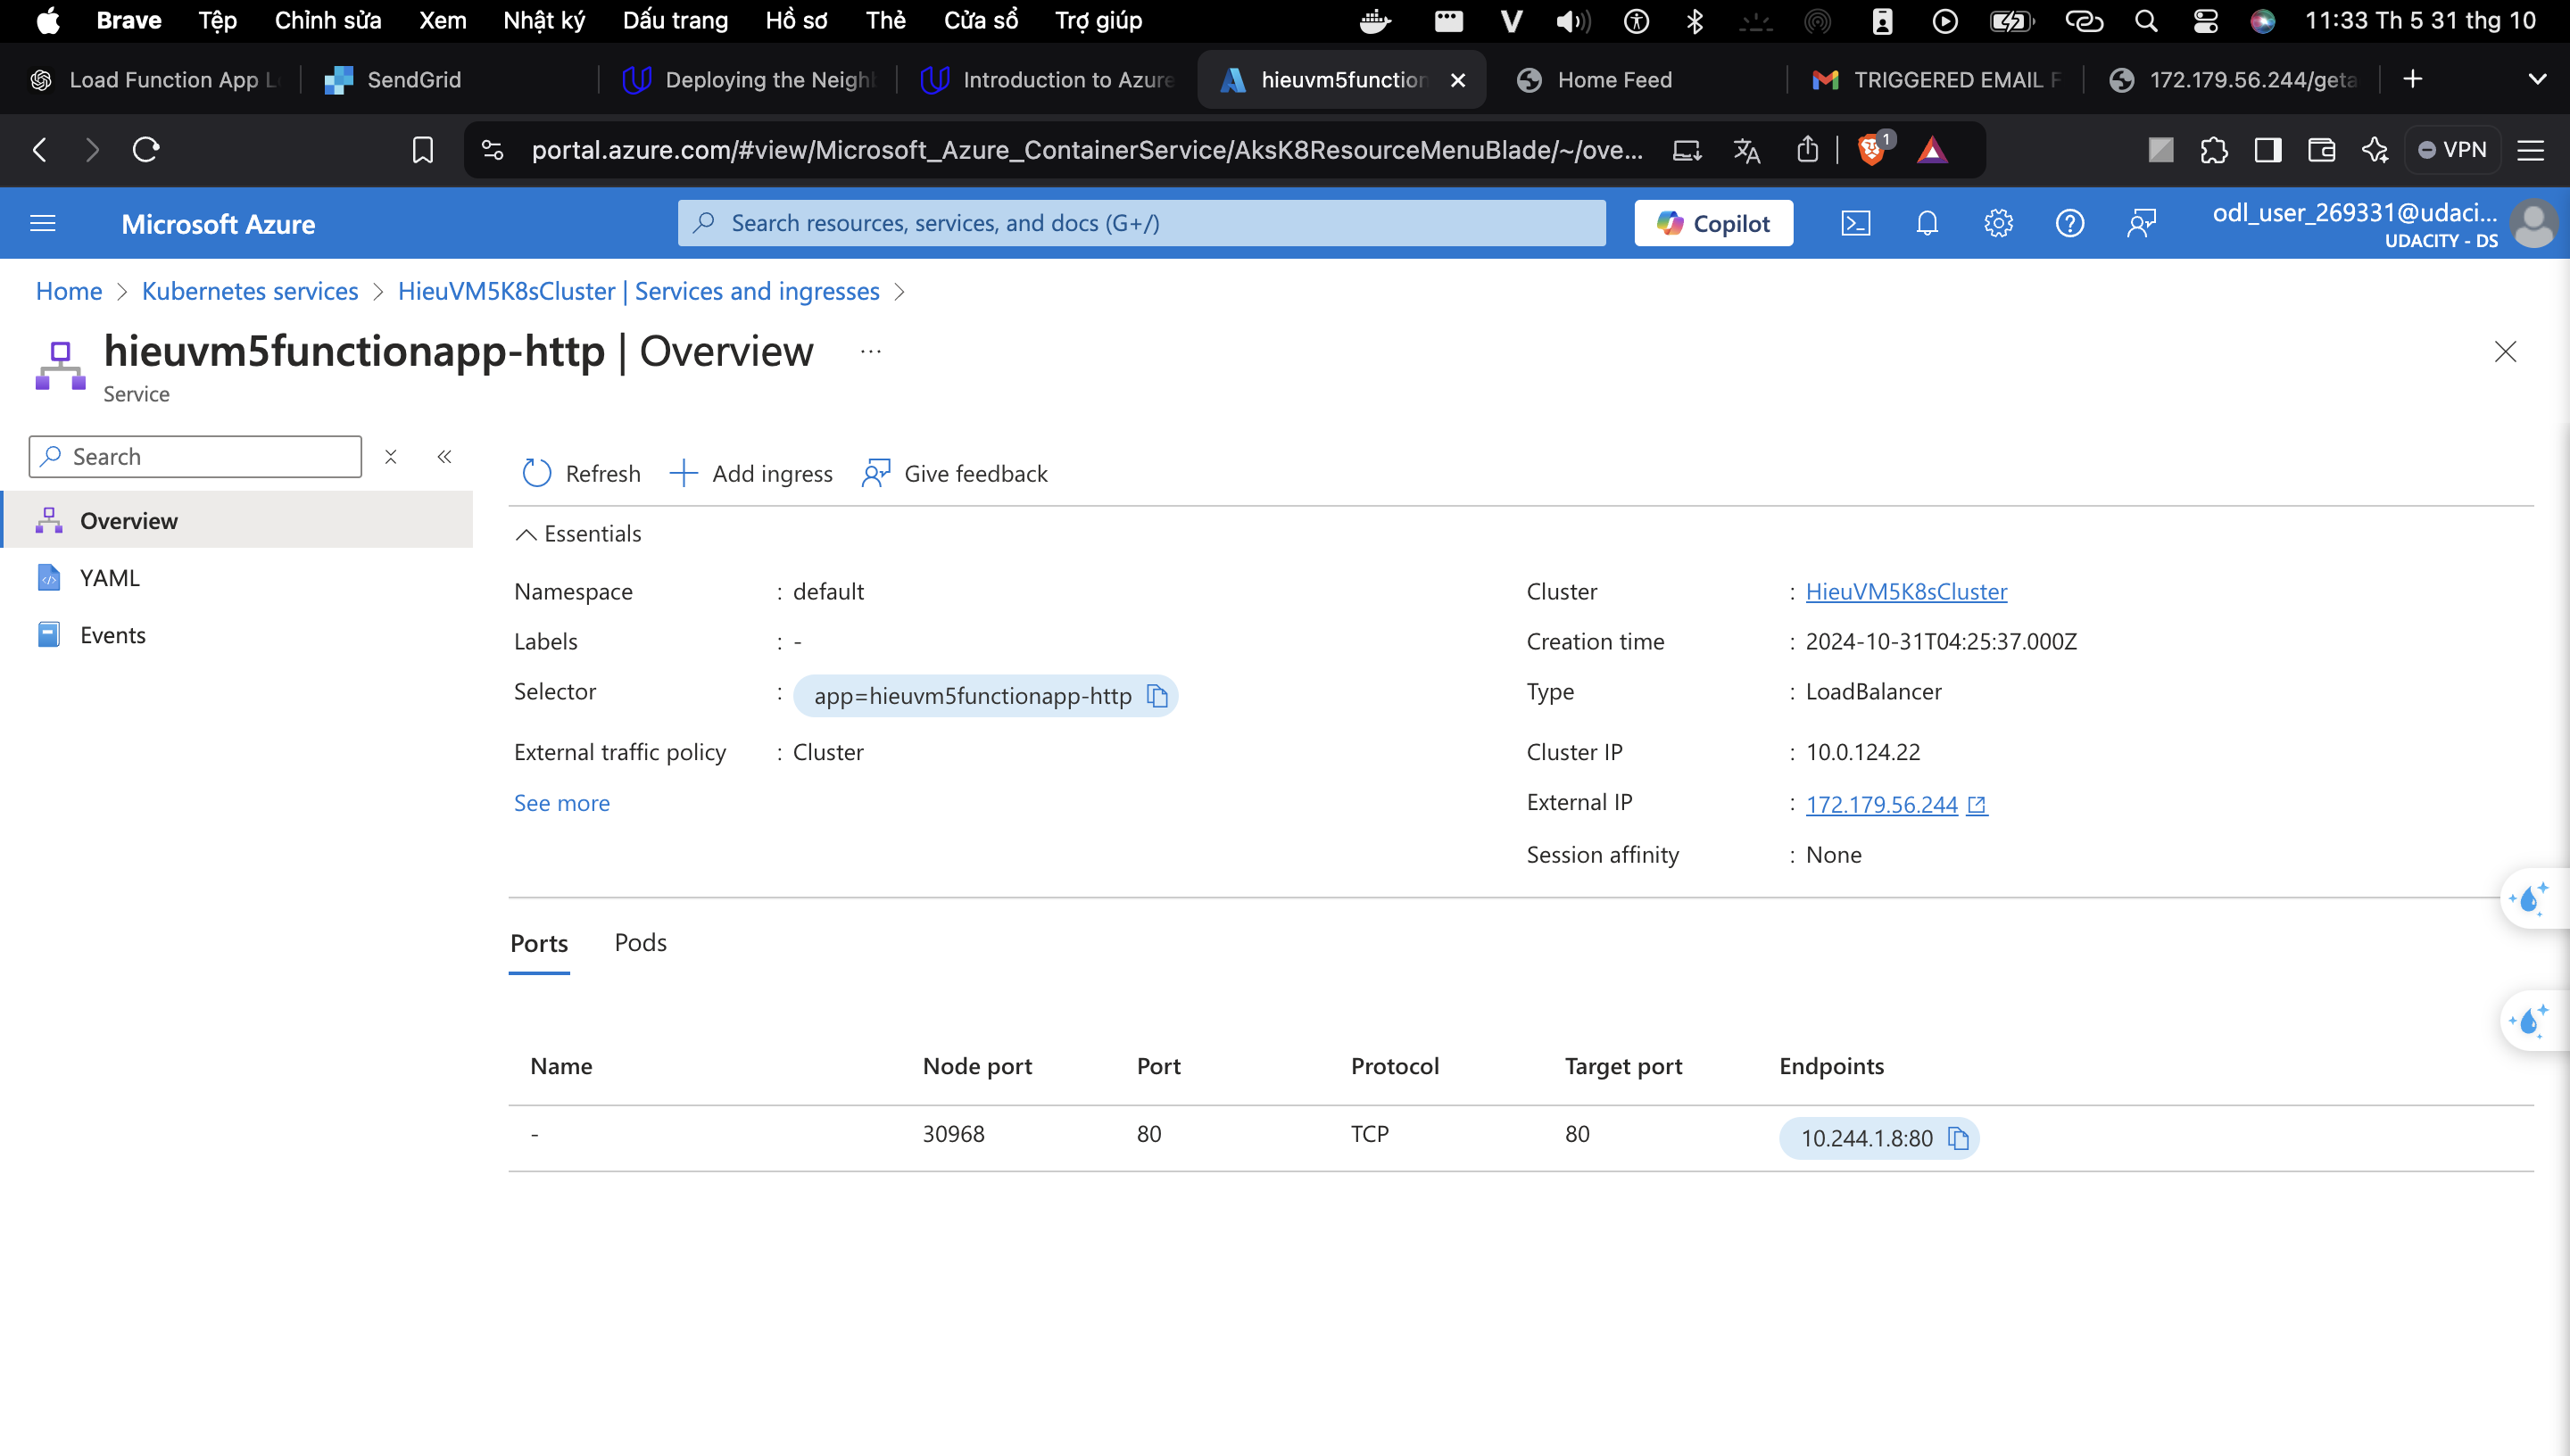 Brave Tệp Chỉnh sửa Xem Nhật ký Dấu trang Hồ sơ Thẻ Cửa sổ Trợ giúp 11:33 Th 5 31 thg 10
Load Function App L SendGrid Deploying the Neighb Introduction to Azure hieuvm5function Home Feed TRIGGERED EMAIL F 172.179.56.244/geta
portal.azure.com/#view/Microsoft_Azure_ContainerService/AksK8ResourceMenuBlade/~/ove... 1 VPN
Microsoft Azure Search resources, services, and docs (G+/) Copilot odl_user_269331@udaci...
UDACITY - DS
Home > Kubernetes services > HieuVM5K8sCluster | Services and ingresses >
hieuvm5functionapp-http | Overview ...
Service
Search
Refresh Add ingress Give feedback
Overview
YAML
Events
Essentials
Namespace : default
Labels : -
Selector : app=hieuvm5functionapp-http
External traffic policy : Cluster
See more
Cluster : HieuVM5K8sCluster
Creation time : 2024-10-31T04:25:37.000Z
Type : LoadBalancer
Cluster IP : 10.0.124.22
External IP : 172.179.56.244
Session affinity : None
Ports Pods
Name Node port Port Protocol Target port Endpoints
- 30968 80 TCP 80 10.244.1.8:80